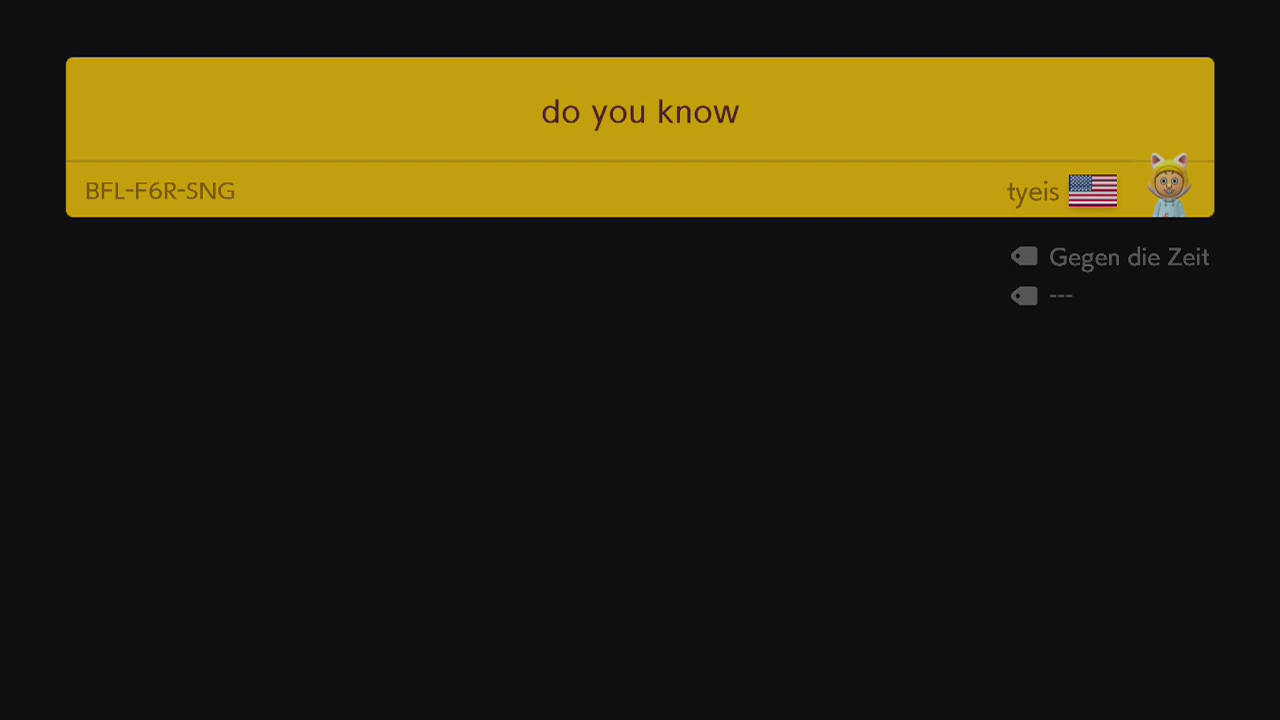 do you know
BFL-F6R-SNG
tyeis
Gegen die Zeit
---